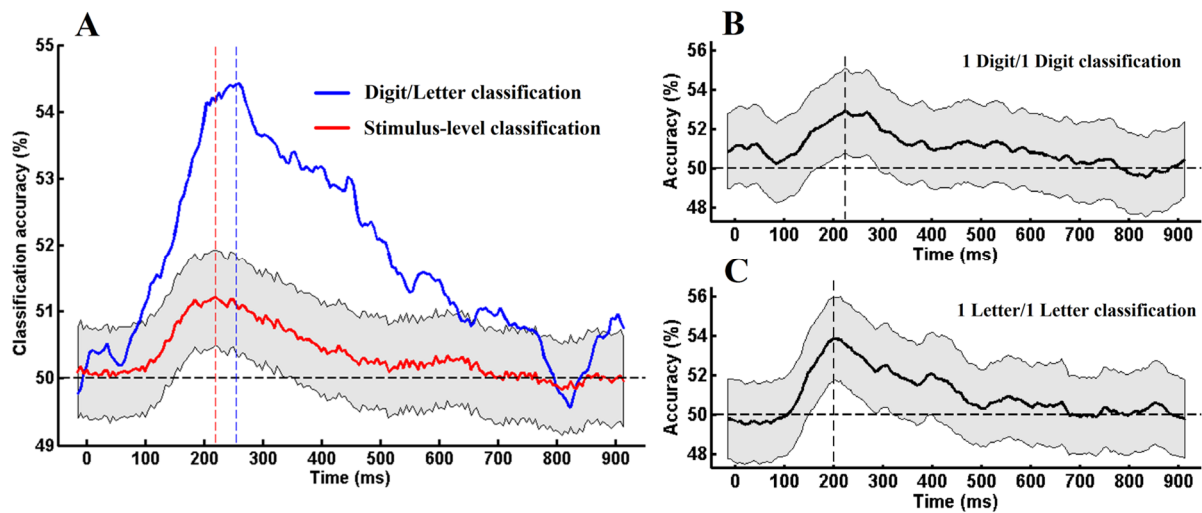 A
55
54
53
52
51
50
49
Classification accuracy (%)
Digit/Letter classification
Stimulus-level classification
0 100 200 300 400 500 600 700 800 900
Time (ms)
B
1 Digit/1 Digit classification
56
54
52
50
48
Accuracy (%)
0 100 200 300 400 500 600 700 800 900
Time (ms)
C
1 Letter/1 Letter classification
56
54
52
50
48
Accuracy (%)
0 100 200 300 400 500 600 700 800 900
Time (ms)